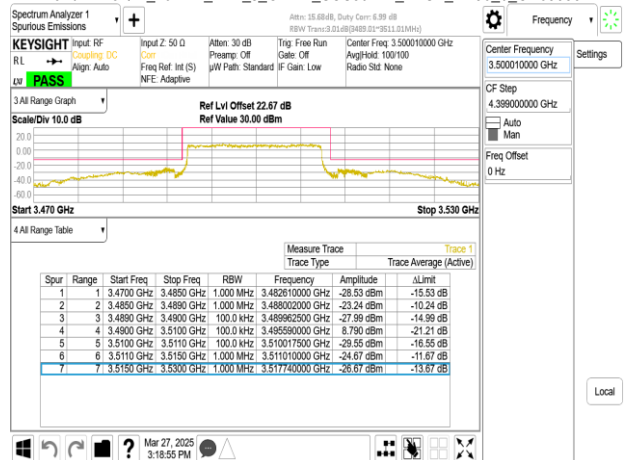 Spectrum Analyzer 1
Spurious Emissions
Attn: 15.68dB, Duty Corr: 6.99 dB
RBW Trans:3.01dB(3489.01~3511.01MHz)
Frequency
KEYSIGHT
RL
PASS
Input: RF
Coupling: DC
Align: Auto
Input Z: 50 Ω
Corr
Freq Ref: Int (S)
NFE: Adaptive
Atten: 30 dB
Preamp: Off
µW Path: Standard
Trig: Free Run
Gate: Off
IF Gain: Low
Center Freq: 3.500010000 GHz
Avg|Hold: 100/100
Radio Std: None
Center Frequency
3.500010000 GHz
Settings
CF Step
4.399000000 GHz
Auto
Man
Freq Offset
0 Hz
3 All Range Graph
Scale/Div 10.0 dB
Ref Lvl Offset 22.67 dB
Ref Value 30.00 dBm
20.0
0.00
-20.0
-40.0
-60.0
Start 3.470 GHz
Stop 3.530 GHz
4 All Range Table
Measure Trace Trace 1
Trace Type Trace Average (Active)
Spur Range Start Freq Stop Freq RBW Frequency Amplitude ΔLimit
1 1 3.4700 GHz 3.4850 GHz 1.000 MHz 3.482610000 GHz -28.53 dBm -15.53 dB
2 2 3.4850 GHz 3.4890 GHz 1.000 MHz 3.488002000 GHz -23.24 dBm -10.24 dB
3 3 3.4890 GHz 3.4900 GHz 100.0 kHz 3.489962500 GHz -27.99 dBm -14.99 dB
4 4 3.4900 GHz 3.5100 GHz 100.0 kHz 3.495590000 GHz 8.790 dBm -21.21 dB
5 5 3.5100 GHz 3.5110 GHz 100.0 kHz 3.510017500 GHz -29.55 dBm -16.55 dB
6 6 3.5110 GHz 3.5150 GHz 1.000 MHz 3.511010000 GHz -24.67 dBm -11.67 dB
7 7 3.5150 GHz 3.5300 GHz 1.000 MHz 3.517740000 GHz -26.67 dBm -13.67 dB
Local
Mar 27, 2025
3:18:55 PM